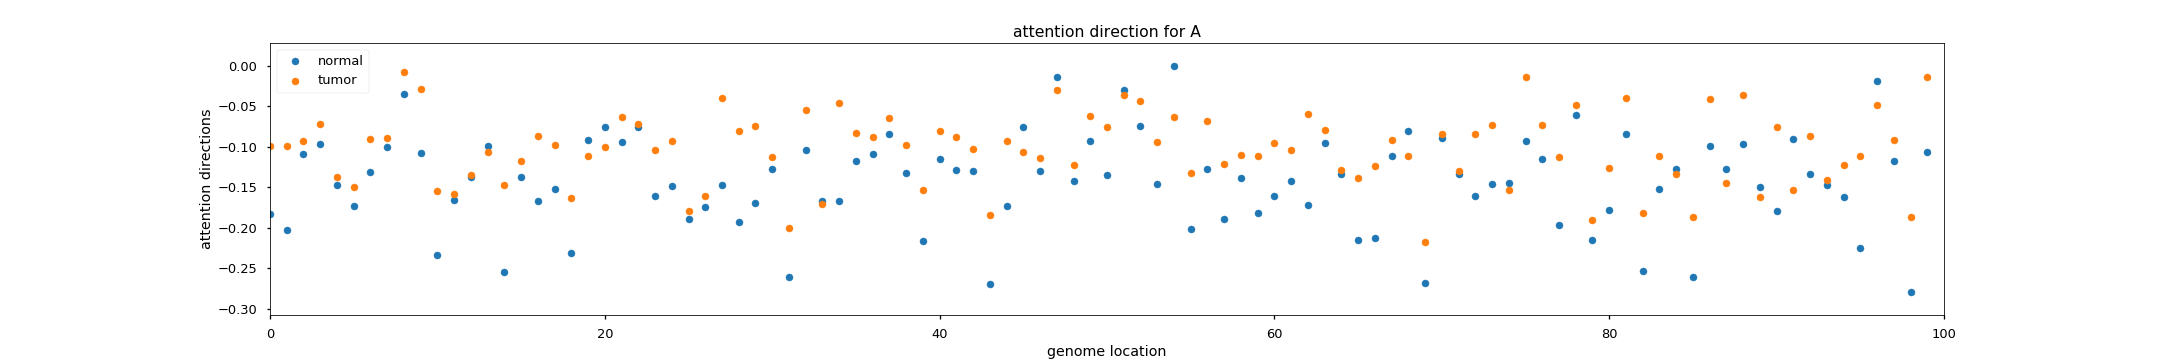 attention direction for A
normal
tumor
0.00
−0.05
−0.10
−0.15
−0.20
−0.25
−0.30
attention directions
0 20 40 60 80 100
genome location